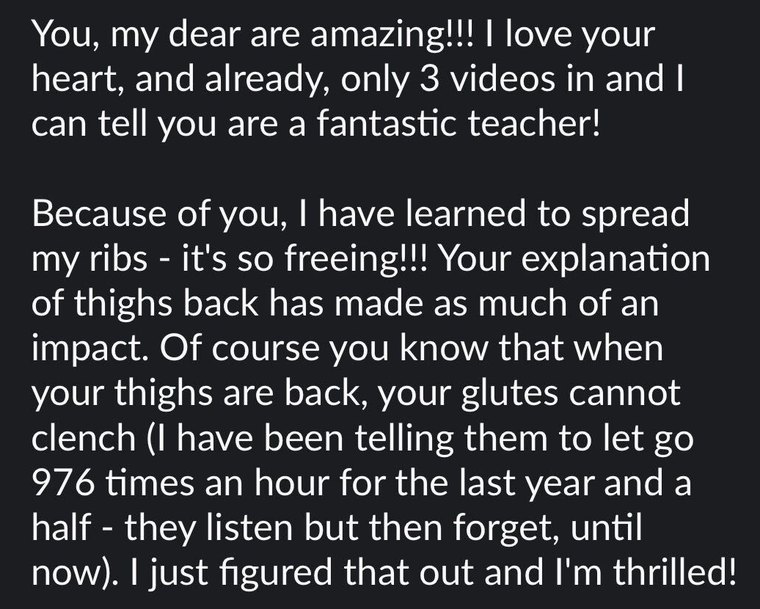 You, my dear are amazing!!! I love your
heart, and already, only 3 videos in and I
can tell you are a fantastic teacher!
Because of you, I have learned to spread
my ribs - it's so freeing!!! Your explanation
of thighs back has made as much of an
impact. Of course you know that when
your thighs are back, your glutes cannot
clench (I have been telling them to let go
976 times an hour for the last year and a
half - they listen but then forget, until
now). I just figured that out and I'm thrilled!